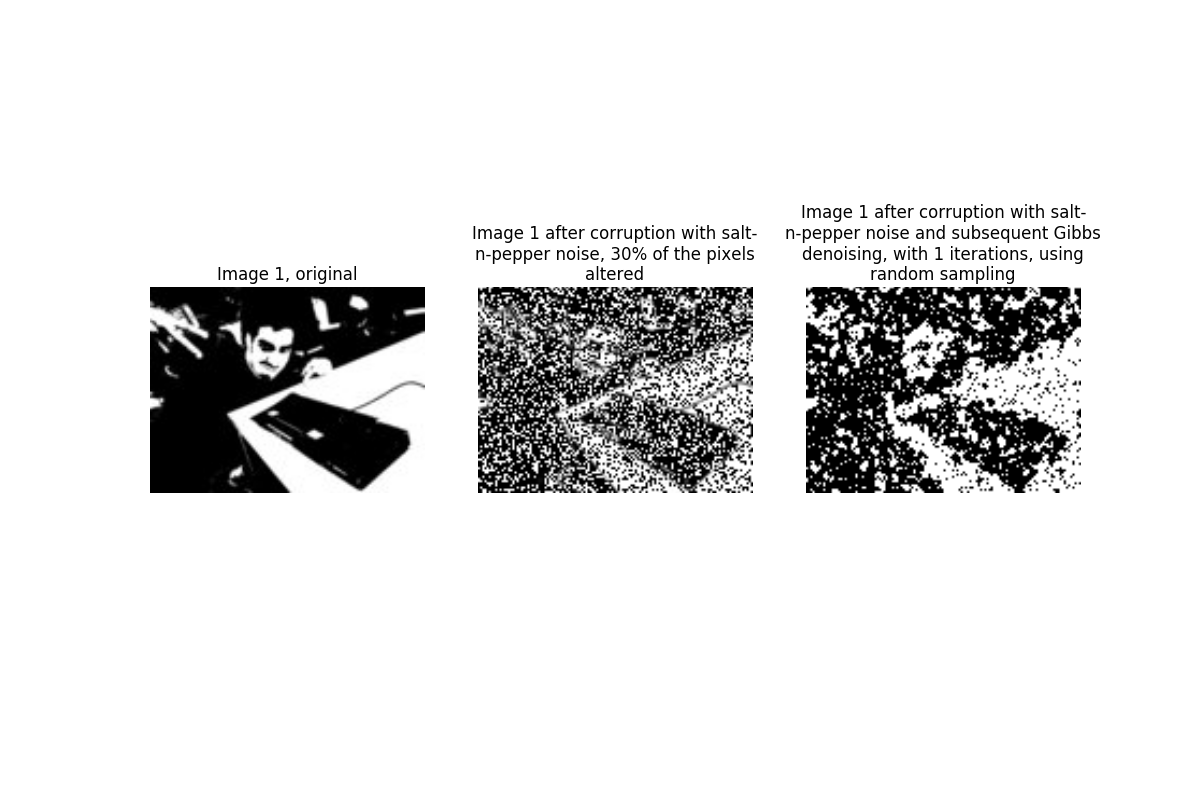 Image 1, original
Image 1 after corruption with salt-
n-pepper noise, 30% of the pixels
altered
Image 1 after corruption with salt-
n-pepper noise and subsequent Gibbs
denoising, with 1 iterations, using
random sampling